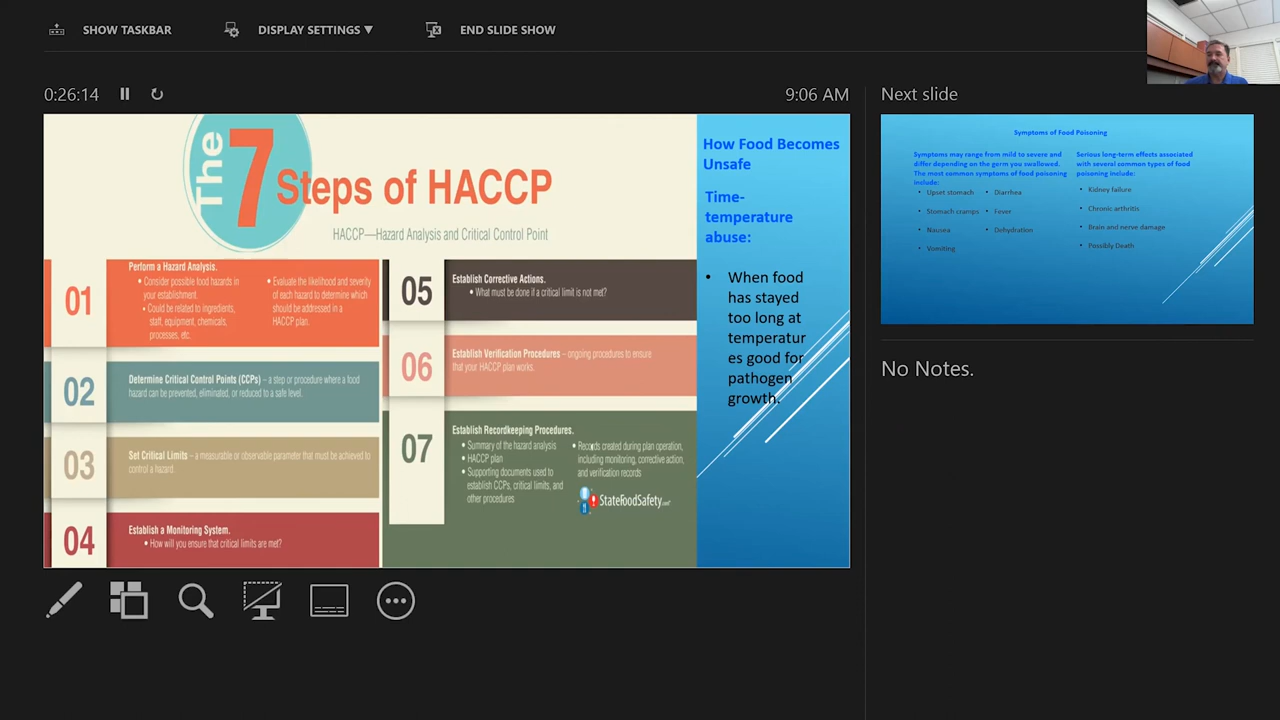 SHOW TASKBAR
DISPLAY SETTINGS ▼
END SLIDE SHOW
0:26:14
9:06 AM
The
7
Steps of HACCP
HACCP—Hazard Analysis and Critical Control Point
01
Perform a Hazard Analysis.
• Consider possible food hazards in
your establishment.
• Could be related to ingredients,
staff, equipment, chemicals,
processes, etc.
• Evaluate the likelihood and severity
of each hazard to determine which
should be addressed in a
HACCP plan.
02
Determine Critical Control Points (CCPs) – a step or procedure where a food
hazard can be prevented, eliminated, or reduced to a safe level.
03
Set Critical Limits – a measurable or observable parameter that must be achieved to
control a hazard.
04
Establish a Monitoring System.
• How will you ensure that critical limits are met?
05
Establish Corrective Actions.
• What must be done if a critical limit is not met?
06
Establish Verification Procedures – ongoing procedures to ensure
that your HACCP plan works.
07
Establish Recordkeeping Procedures.
• Summary of the hazard analysis
• HACCP plan
• Supporting documents used to
establish CCPs, critical limits, and
other procedures
• Records created during plan operation,
including monitoring, corrective action,
and verification records
StateFoodSafety.com
How Food Becomes
Unsafe
Time-
temperature
abuse:
• When food
has stayed
too long at
temperatur
es good for
pathogen
growth.
Next slide
Symptoms of Food Poisoning
Symptoms may range from mild to severe and
differ depending on the germ you swallowed.
The most common symptoms of food poisoning
include:
• Upset stomach
• Stomach cramps
• Nausea
• Vomiting
• Diarrhea
• Fever
• Dehydration
Serious long-term effects associated
with several common types of food
poisoning include:
• Kidney failure
• Chronic arthritis
• Brain and nerve damage
• Possibly Death
No Notes.